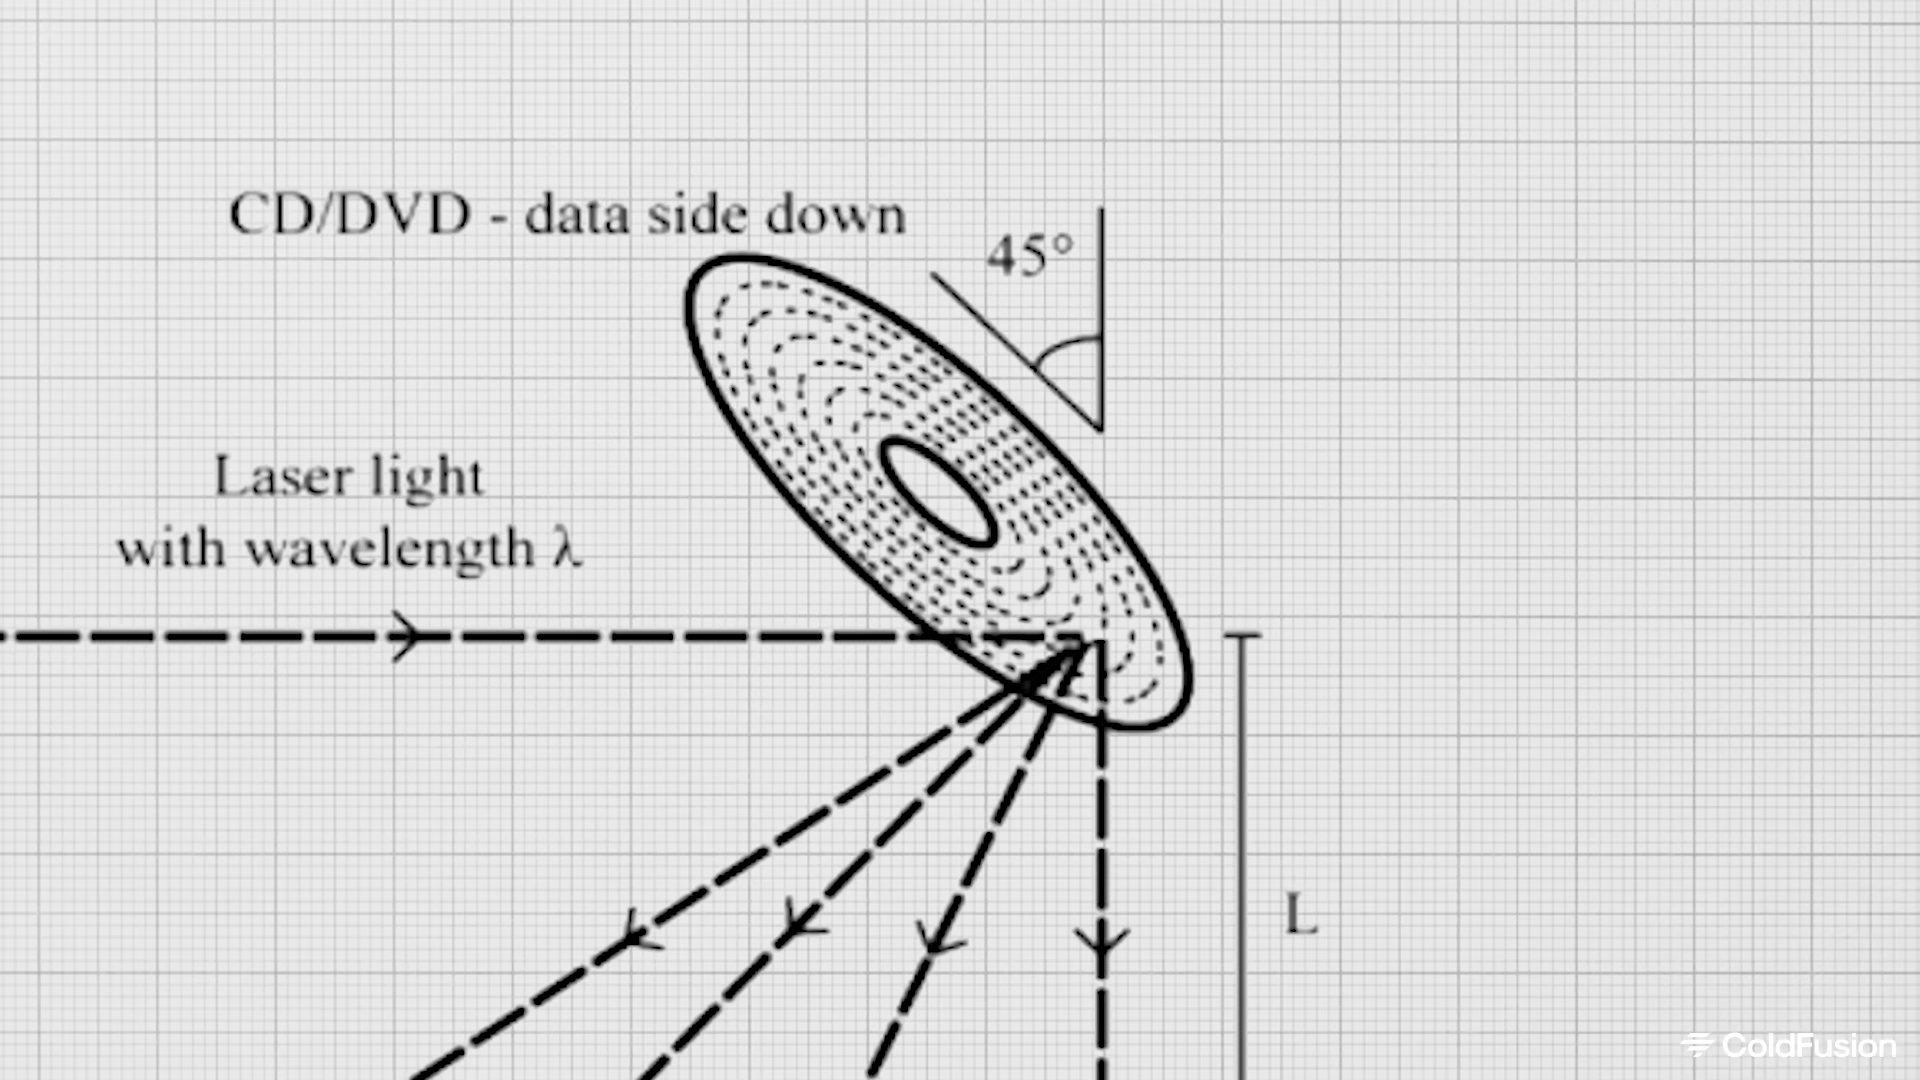 CD/DVD - data side down
45°
Laser light
with wavelength λ
L
ColdFusion